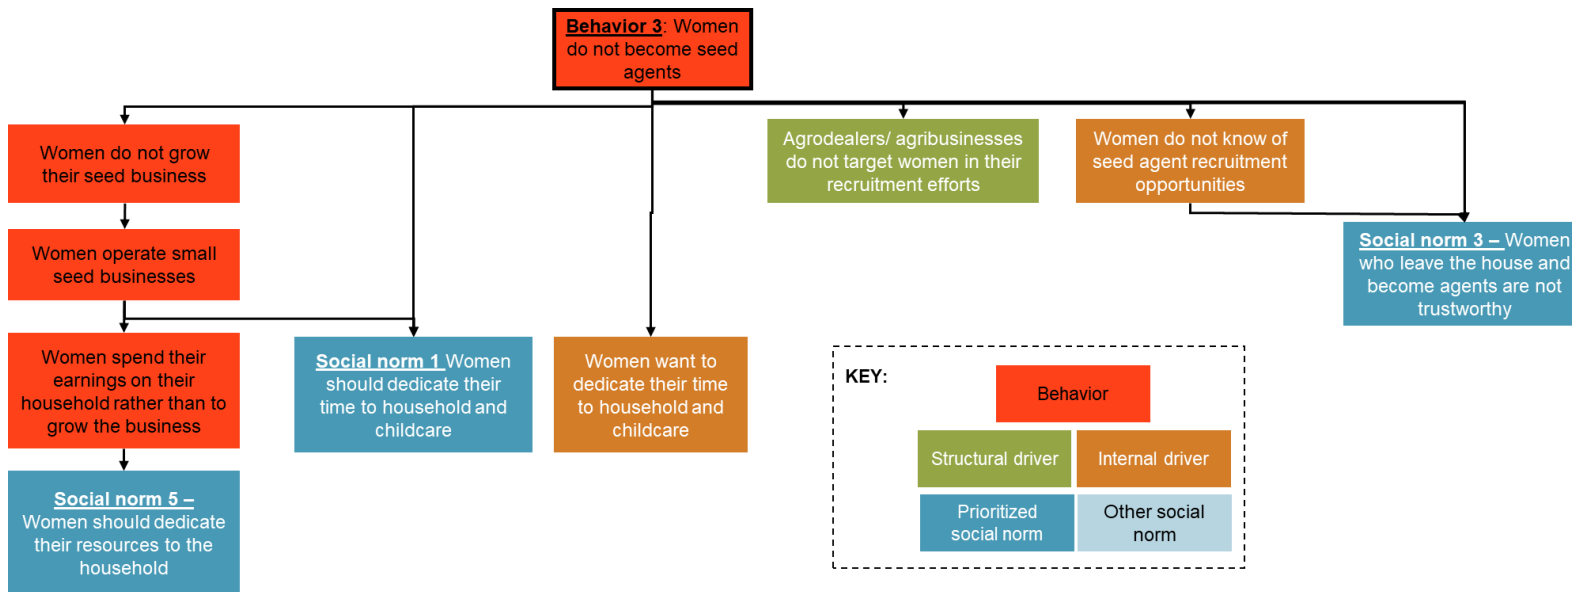 Behavior 3: Women
do not become seed
agents
Women do not grow
their seed business
Agrodealers/ agribusinesses
do not target women in their
recruitment efforts
Women do not know of
seed agent recruitment
opportunities
Women operate small
seed businesses
Social norm 3 – Women
who leave the house and
become agents are not
trustworthy
Women spend their
earnings on their
household rather than to
grow the business
Social norm 1 Women
should dedicate their
time to household and
childcare
Women want to
dedicate their time
to household and
childcare
Social norm 5 –
Women should dedicate
their resources to the
household
KEY:
Behavior
Structural driver
Internal driver
Prioritized
social norm
Other social
norm